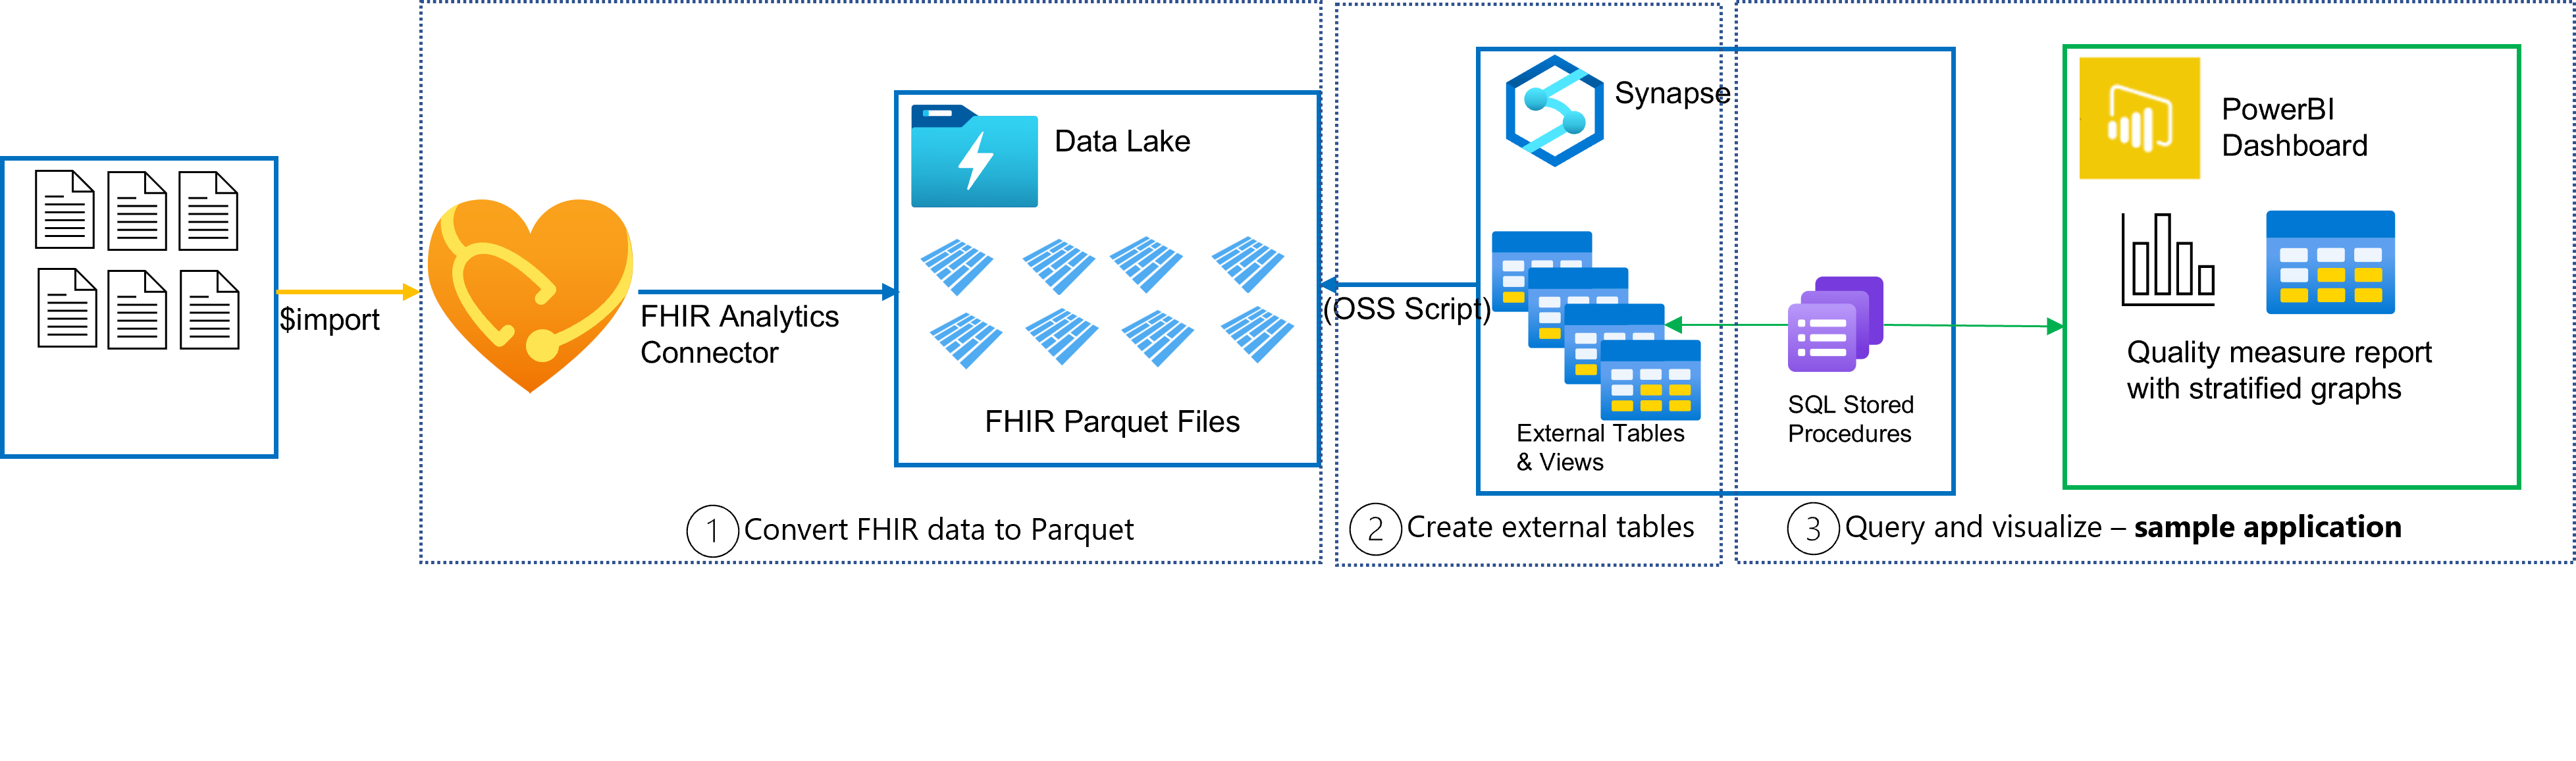 $import
FHIR Analytics
Connector
Data Lake
FHIR Parquet Files
1 Convert FHIR data to Parquet
(OSS Script)
Synapse
External Tables
& Views
2 Create external tables
SQL Stored
Procedures
PowerBI
Dashboard
Quality measure report
with stratified graphs
3 Query and visualize – sample application